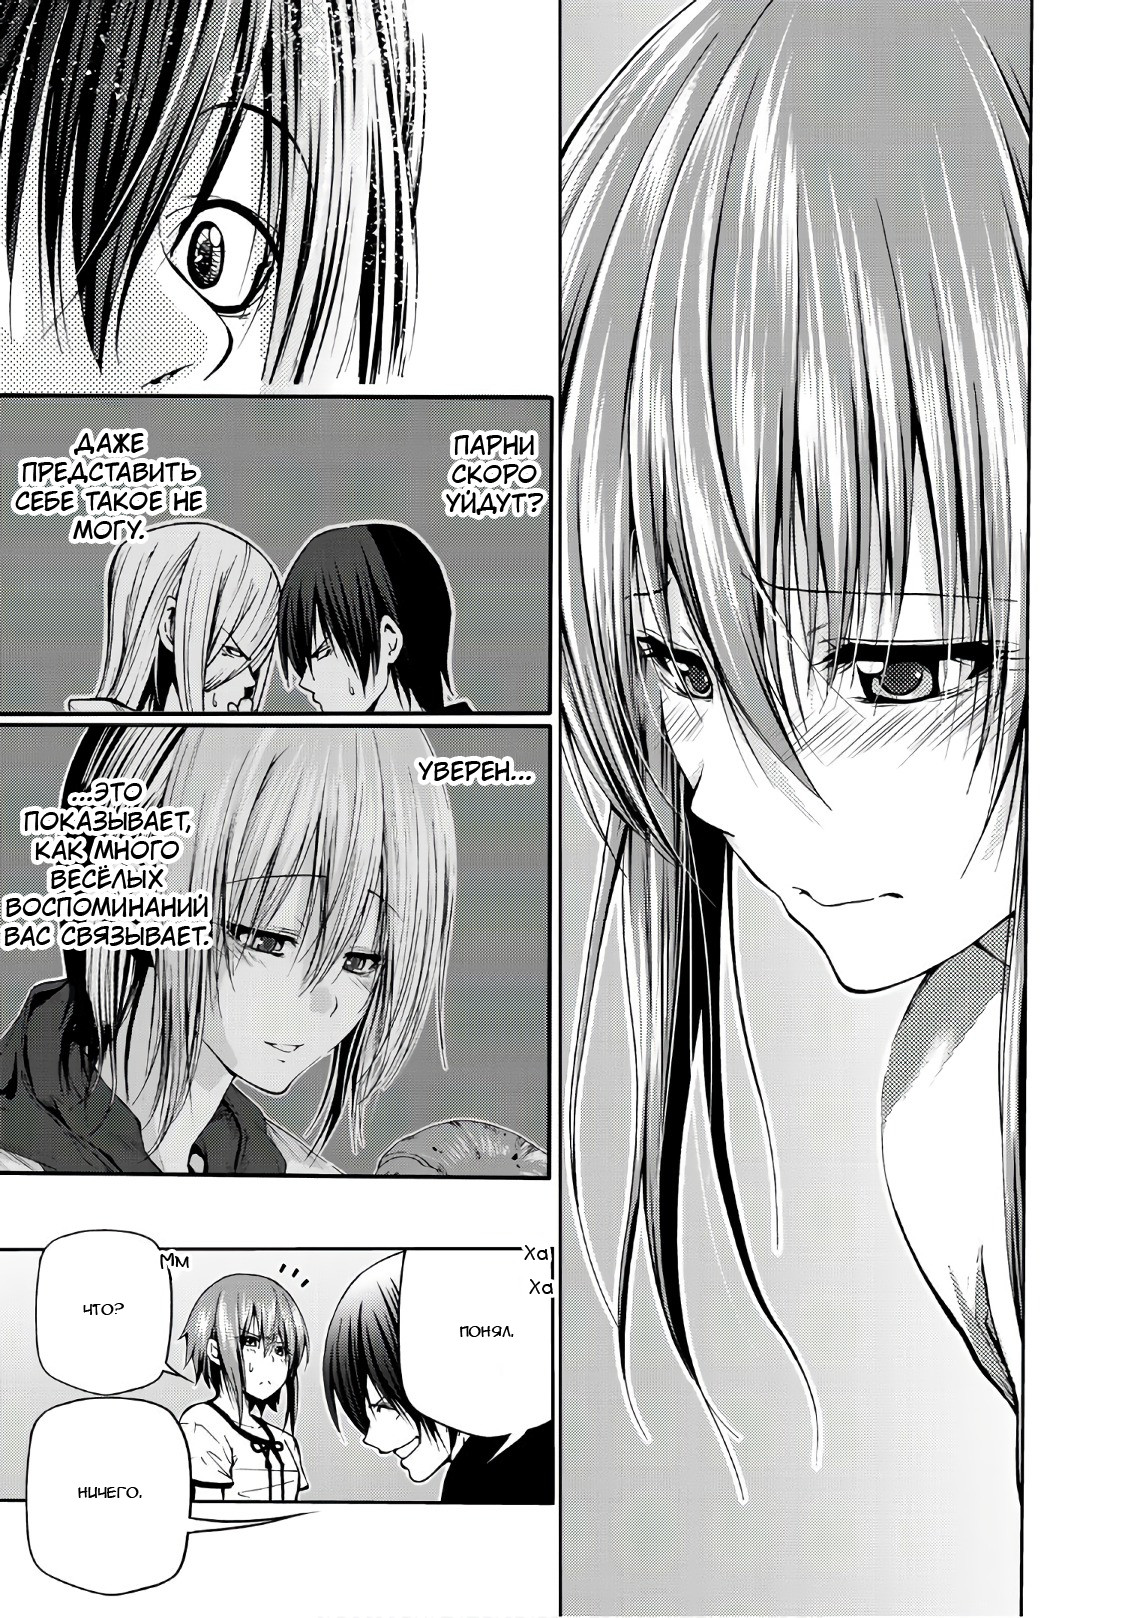 ПАРНИ
СКОРО
УЙДУТ?
ДАЖЕ
ПРЕДСТАВИТЬ
СЕБЕ ТАКОЕ НЕ
МОГУ.
УВЕРЕН...
...ЭТО
ПОКАЗЫВАЕТ,
КАК МНОГО
ВЕСЁЛЫХ
ВОСПОМИНАНИЙ
ВАС СВЯЗЫВАЕТ.
Ха
Ха
ПОНЯЛ.
Мм
ЧТО?
НИЧЕГО.